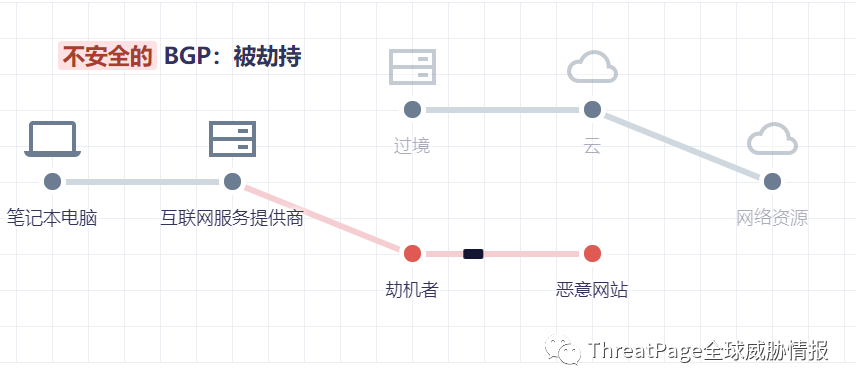 不安全的 BGP：被劫持
过境
云
笔记本电脑
互联网服务提供商
网络资源
劫机者
恶意网站
ThreatPage全球威胁情报